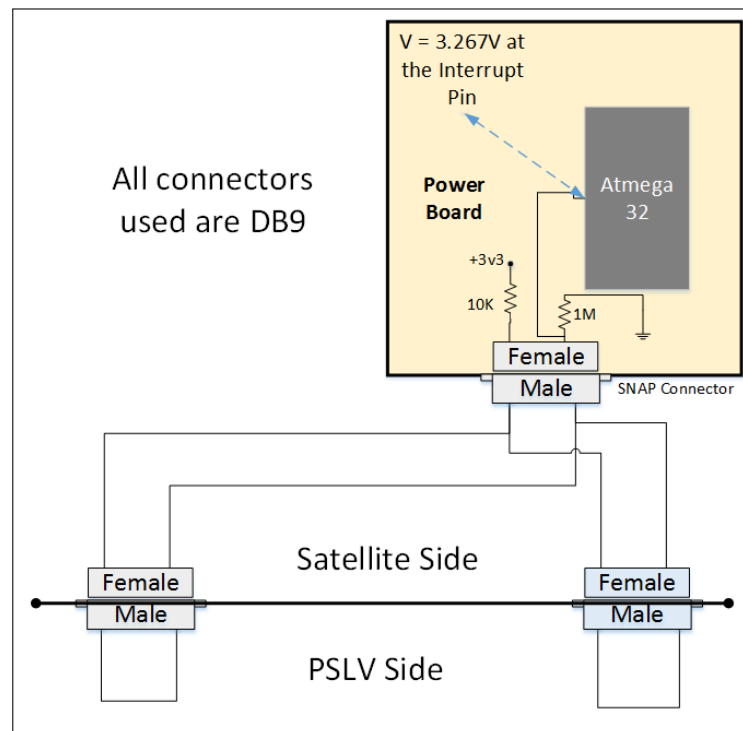 V = 3.267V at
the Interrupt
Pin
All connectors
used are DB9
Power
Board
Atmega
32
+3v3
10K
1M
Female
Male
SNAP Connector
Satellite Side
Female
Male
Female
Male
PSLV Side